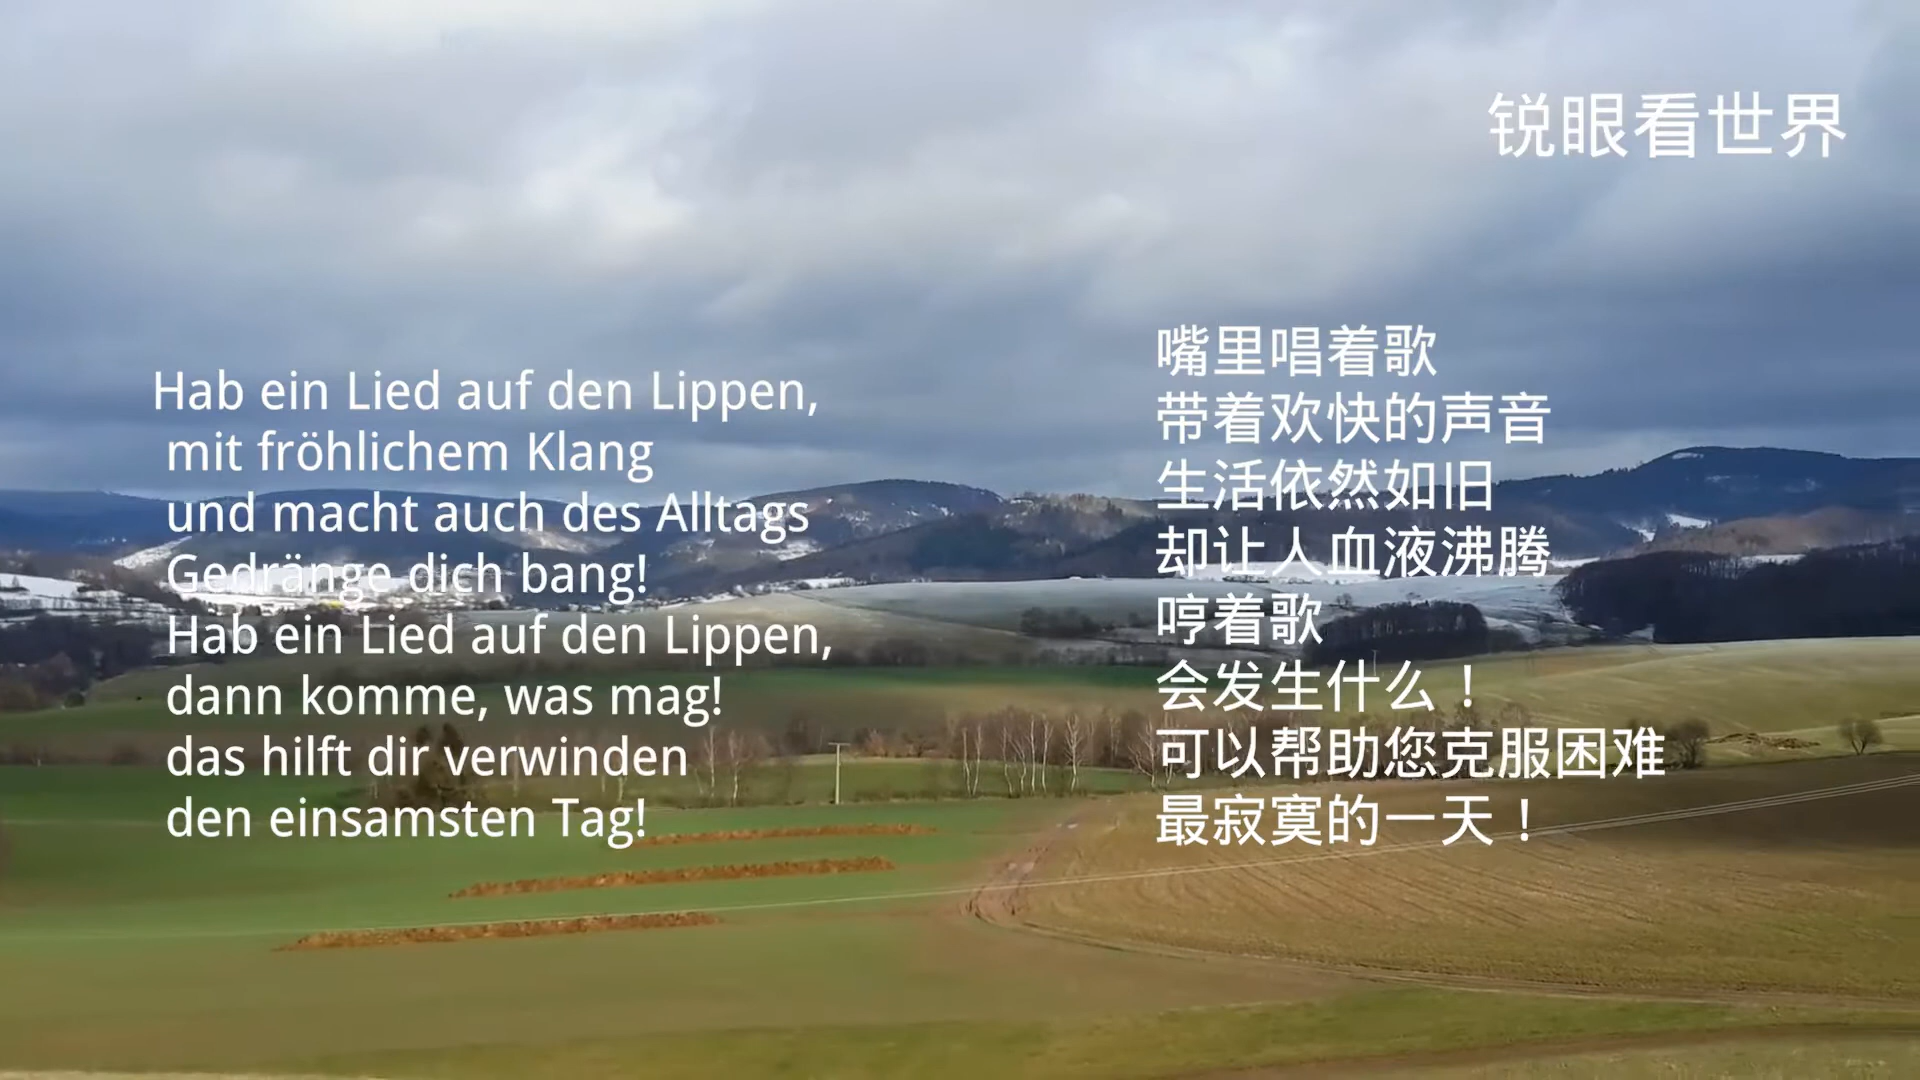 锐眼看世界
Hab ein Lied auf den Lippen,
mit fröhlichem Klang
und macht auch des Alltags
Gedränge dich bang!
Hab ein Lied auf den Lippen,
dann komme, was mag!
das hilft dir verwinden
den einsamsten Tag!
嘴里唱着歌
带着欢快的声音
生活依然如旧
却让人血液沸腾
哼着歌
会发生什么！
可以帮助您克服困难
最寂寞的一天！